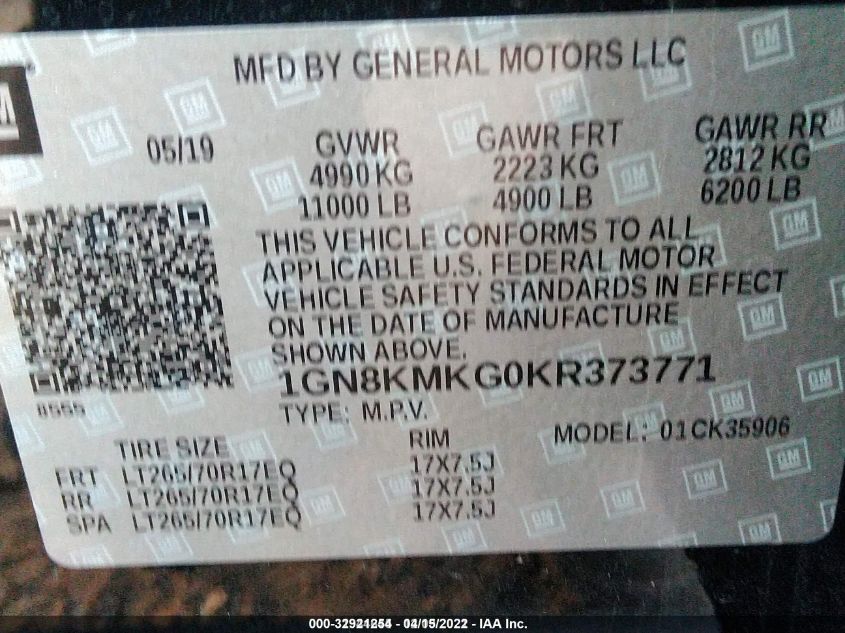 GM
MFD BY GENERAL MOTORS LLC
05/19 GVWR GAWR FRT GAWR RR
4990 KG 2223 KG 2812 KG
11000 LB 4900 LB 6200 LB
THIS VEHICLE CONFORMS TO ALL
APPLICABLE U.S. FEDERAL MOTOR
VEHICLE SAFETY STANDARDS IN EFFECT
ON THE DATE OF MANUFACTURE
SHOWN ABOVE.
1GN8KMKG0KR373771
TYPE: M.P.V.
MODEL: 01CK35906
TIRE SIZE RIM
FRT LT265/70R17EQ 17X7.5J
RR LT265/70R17EQ 17X7.5J
SPA LT265/70R17EQ 17X7.5J
- IAA Inc.